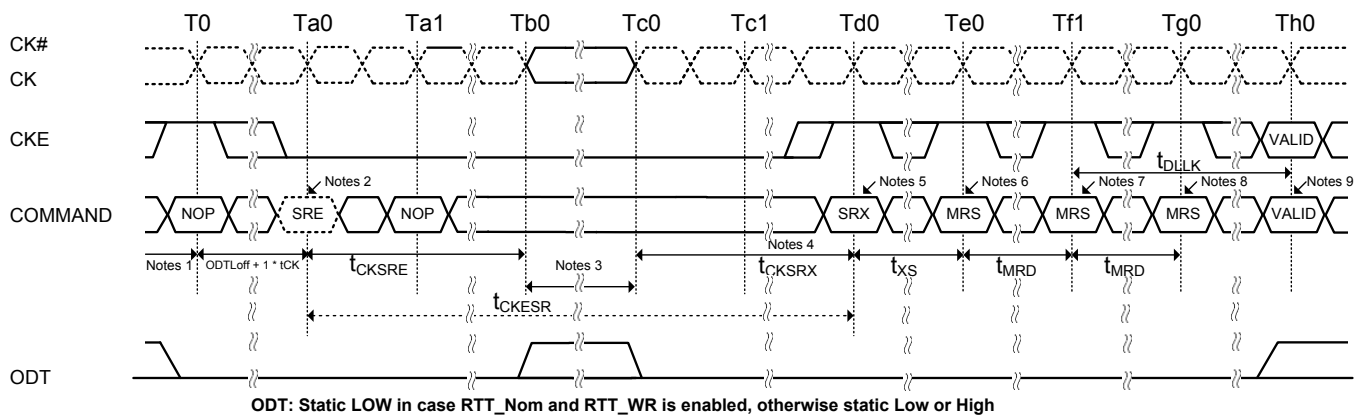 T0 Ta0 Ta1 Tb0 Tc0 Tc1 Td0 Te0 Tf1 Tg0 Th0
CK#
CK
CKE
VALID
tDLLK
Notes 2 Notes 5 Notes 6 Notes 7 Notes 8 Notes 9
COMMAND NOP SRE NOP SRX MRS MRS MRS VALID
Notes 1 ODTLoff + 1 * tCK tCKSRE Notes 3 Notes 4 tCKSRX tXS tMRD tMRD
tCKESR
ODT
ODT: Static LOW in case RTT_Nom and RTT_WR is enabled, otherwise static Low or High